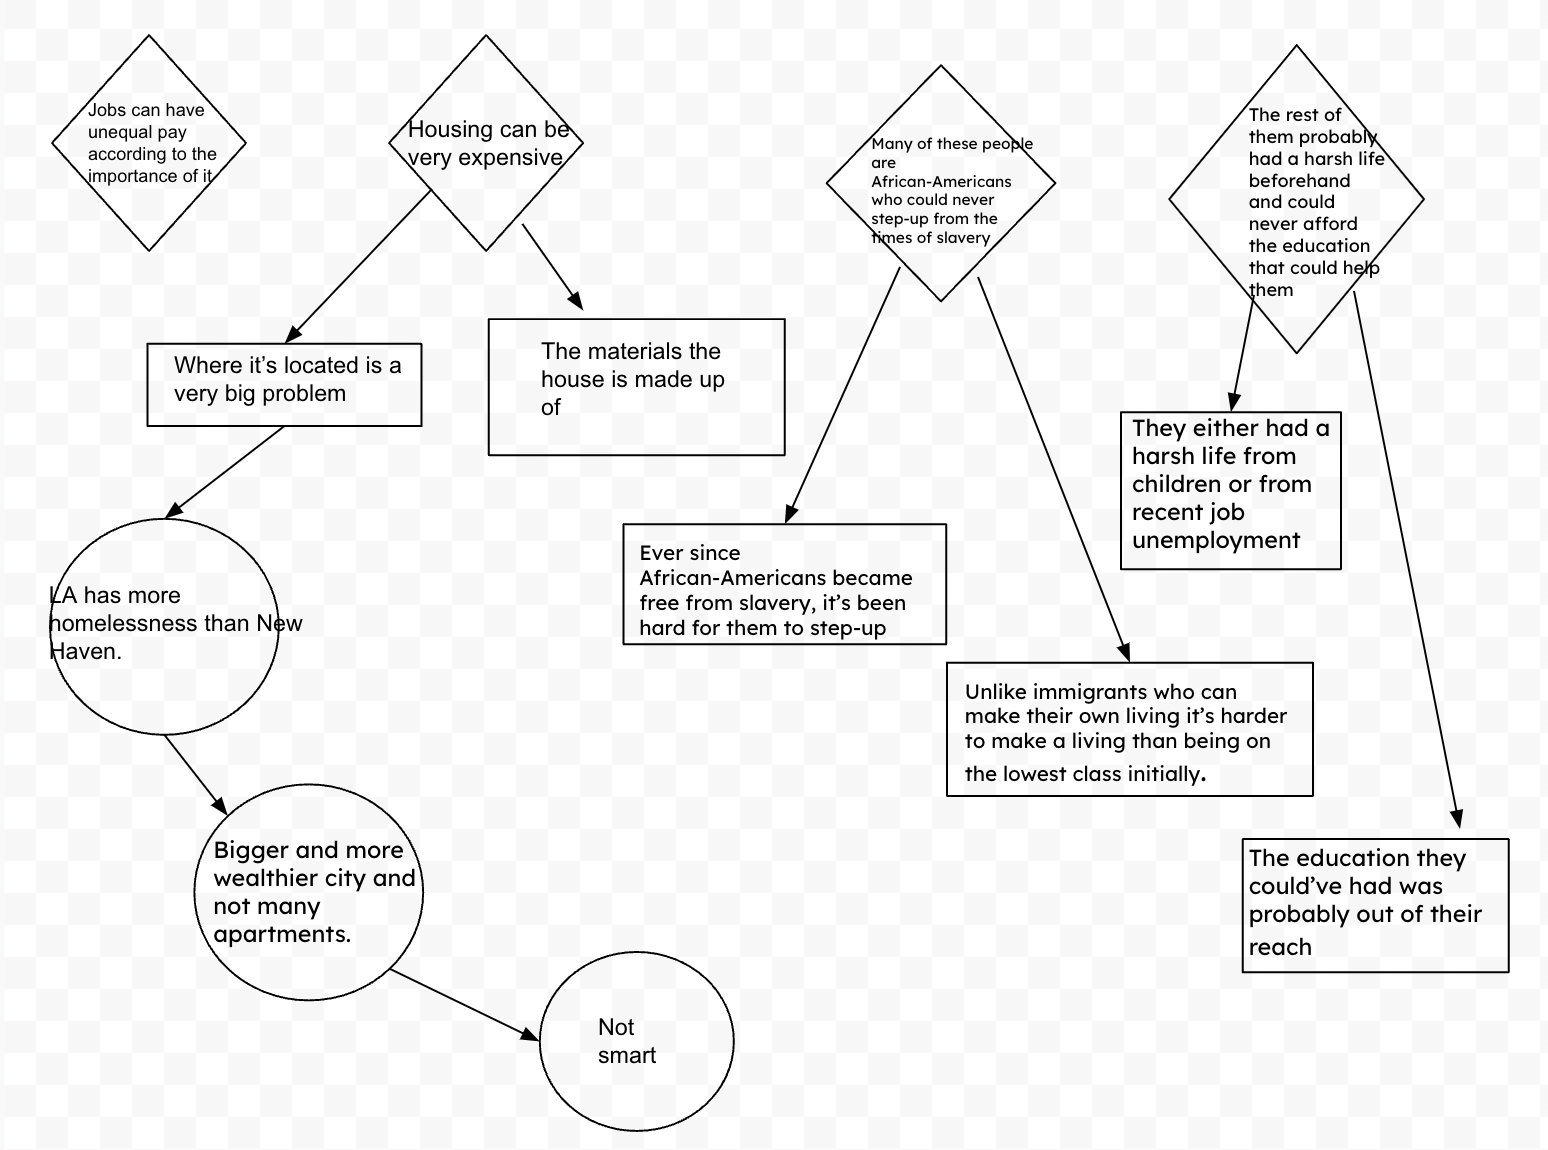 Jobs can have
unequal pay
according to the
importance of it
Housing can be
very expensive
Many of these people
are
African-Americans
who could never
step-up from the
times of slavery
The rest of
them probably
had a harsh life
beforehand
and could
never afford
the education
that could help
them
Where it’s located is a
very big problem
The materials the
house is made up
of
They either had a
harsh life from
children or from
recent job
unemployment
Ever since
African-Americans became
free from slavery, it’s been
hard for them to step-up
LA has more
homelessness than New
Haven.
Unlike immigrants who can
make their own living it’s harder
to make a living than being on
the lowest class initially.
Bigger and more
wealthier city and
not many
apartments.
The education they
could’ve had was
probably out of their
reach
Not
smart